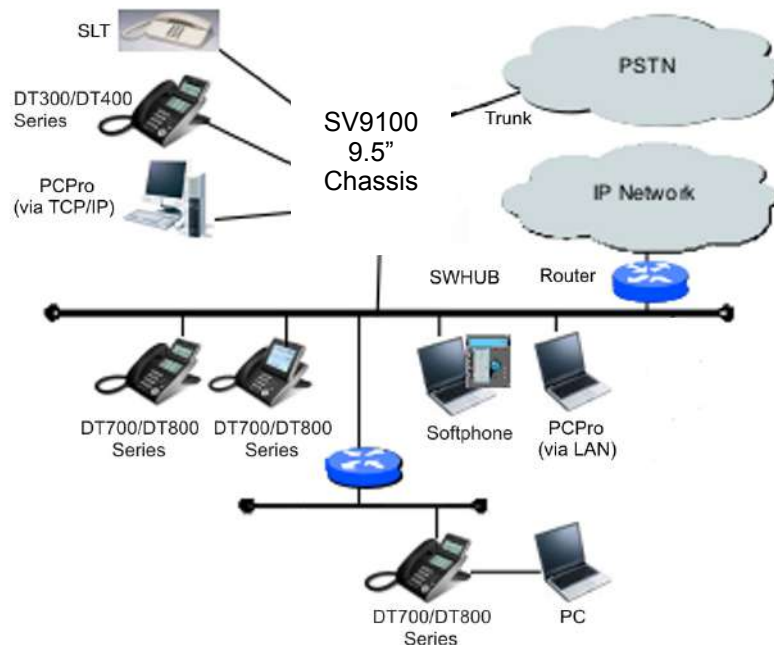 SLT
PSTN
DT300/DT400
Series
SV9100
9.5”
Chassis
Trunk
PCPro
(via TCP/IP)
IP Network
SWHUB
Router
DT700/DT800
Series
DT700/DT800
Series
Softphone
PCPro
(via LAN)
DT700/DT800
Series
PC